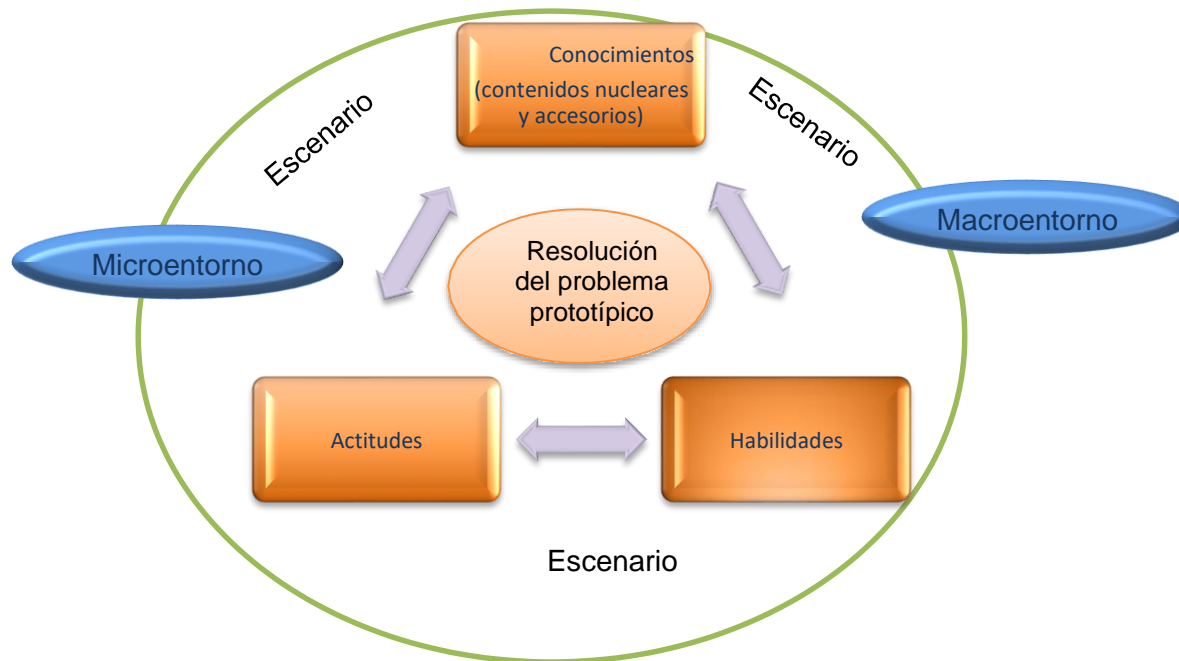 Conocimientos
(contenidos nucleares
y accesorios)
Escenario
Escenario
Microentorno
Macroentorno
Resolución
del problema
prototípico
Actitudes
Habilidades
Escenario